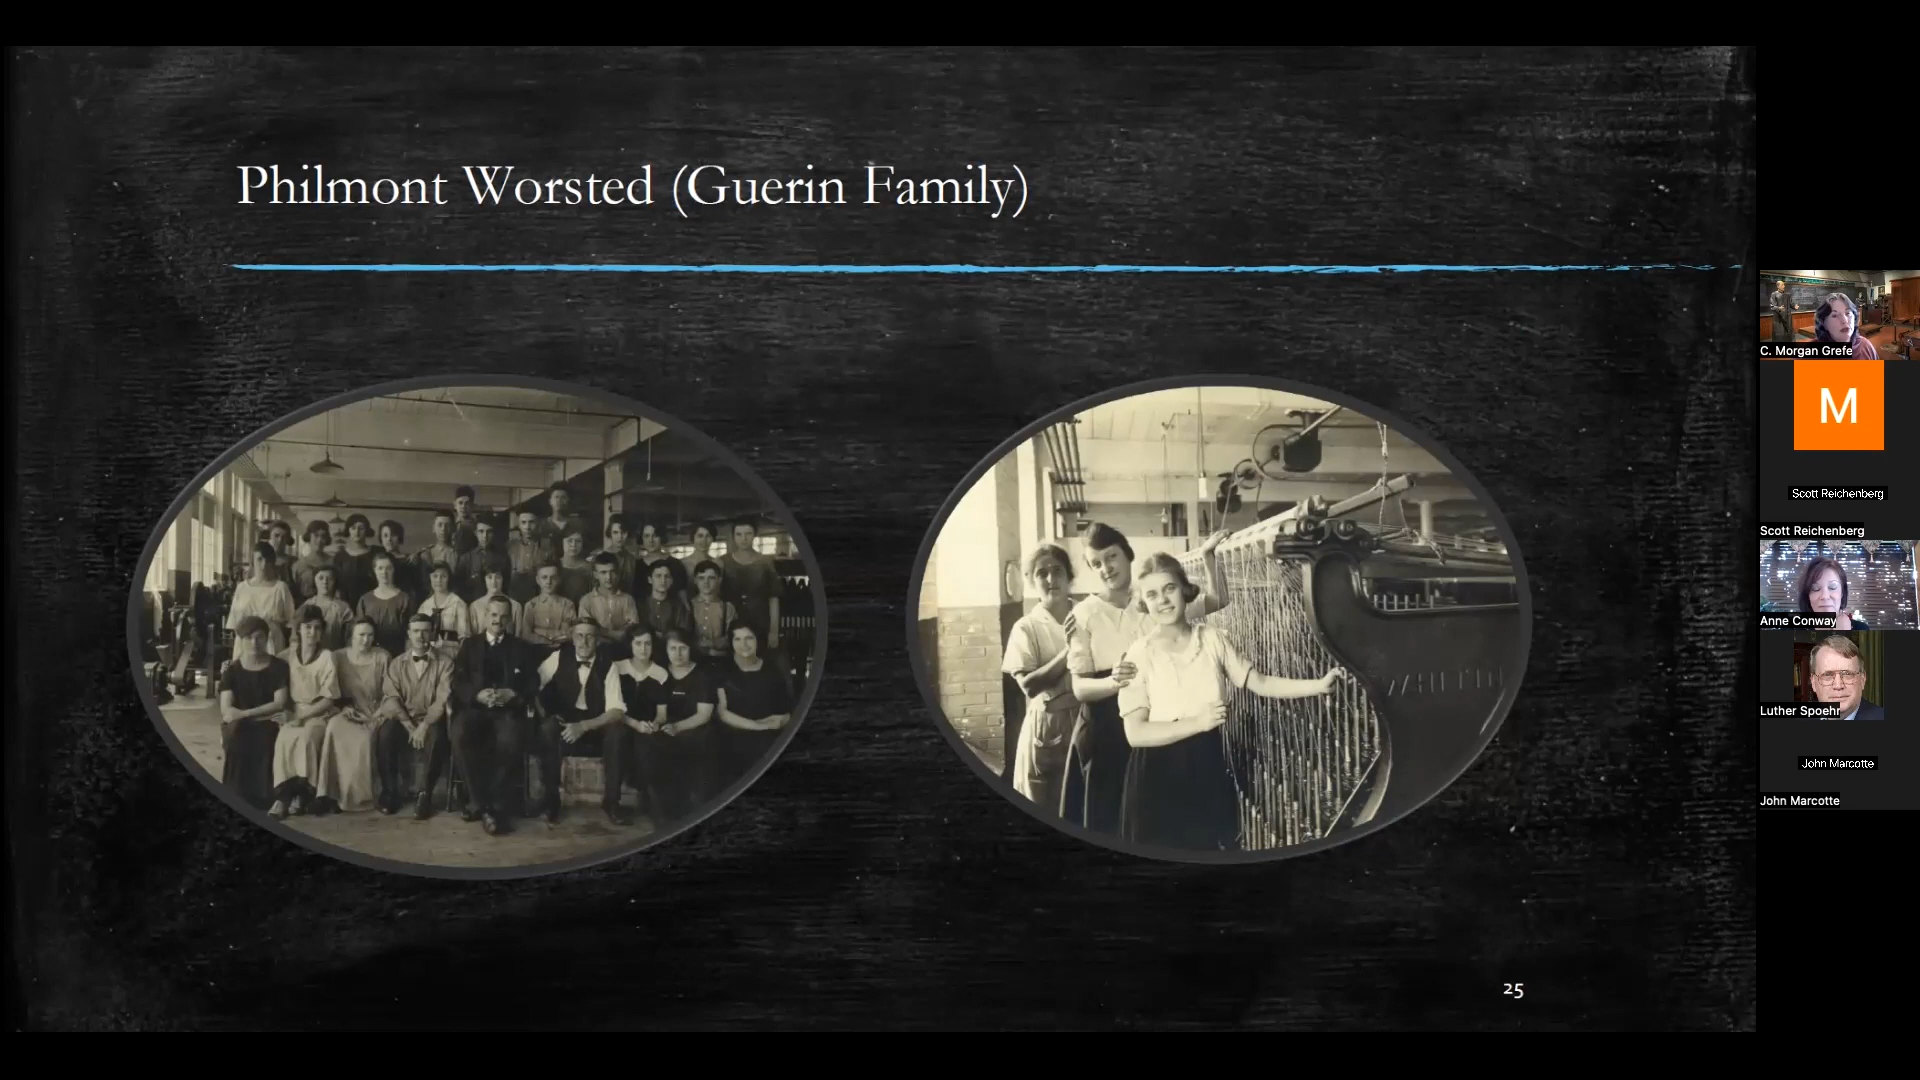 Philmont Worsted (Guerin Family)
25
C. Morgan Grefe
M
Scott Reichenberg
Scott Reichenberg
Anne Conway
Luther Spoehr
John Marcotte
John Marcotte